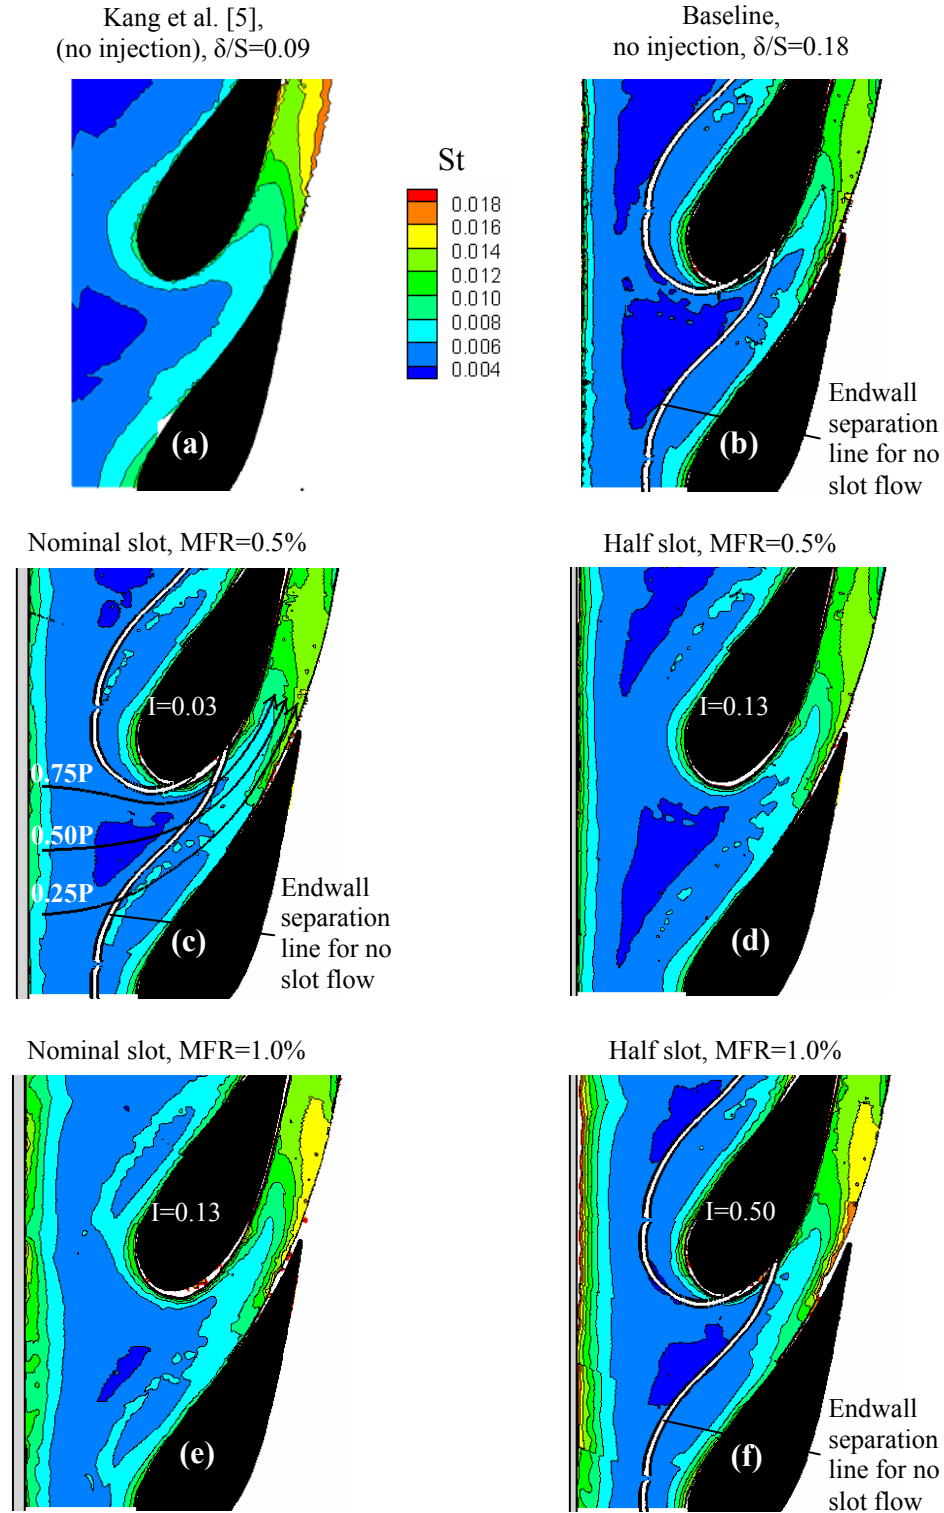 Kang et al. [5],
(no injection), δ/S=0.09
Baseline,
no injection, δ/S=0.18
St
0.018
0.016
0.014
0.012
0.010
0.008
0.006
0.004
(a)
(b)
Endwall
separation
line for no
slot flow
Nominal slot, MFR=0.5%
Half slot, MFR=0.5%
I=0.03
0.75P
0.50P
0.25P
(c)
Endwall
separation
line for no
slot flow
I=0.13
(d)
Nominal slot, MFR=1.0%
Half slot, MFR=1.0%
I=0.13
(e)
I=0.50
(f)
Endwall
separation
line for no
slot flow